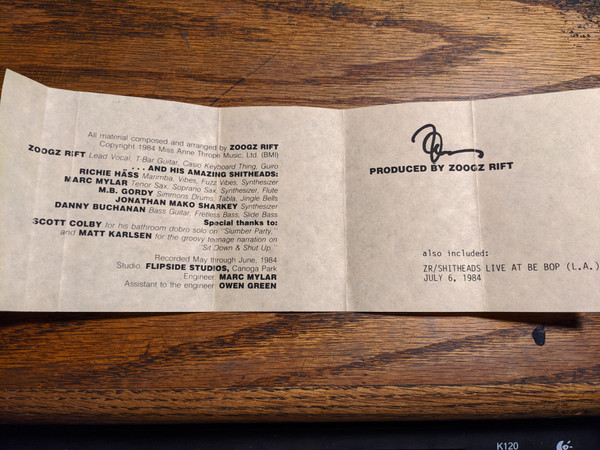 All material composed and arranged by ZOOGZ RIFT
Copyright 1984 Miss Anne Thrope Music, Ltd. (BMI)
ZOOGZ RIFT Lead Vocal, T-Bar Guitar, Casio Keyboard Thing, Guiro
. . . AND HIS AMAZING SHITHEADS:
RICHIE HÄSS Marimba, Vibes, Fuzz Vibes, Synthesizer
MARC MYLAR Tenor Sax, Soprano Sax, Synthesizer, Flute
M.B. GORDY Simmons Drums, Tabla, Jingle Bells
JONATHAN MAKO SHARKEY Synthesizer
DANNY BUCHANAN Bass Guitar, Fretless Bass, Slide Bass
Special thanks to:
SCOTT COLBY for his bathroom dobro solo on "Slumber Party,"
and MATT KARLSEN for the groovy teenage narration on
"Sit Down & Shut Up."
Recorded May through June, 1984
Studio: FLIPSIDE STUDIOS, Canoga Park
Engineer: MARC MYLAR
Assistant to the engineer: OWEN GREEN
PRODUCED BY ZOOGZ RIFT
also included:
ZR/SHITHEADS LIVE AT BE BOP (L.A.)
JULY 6, 1984
K120